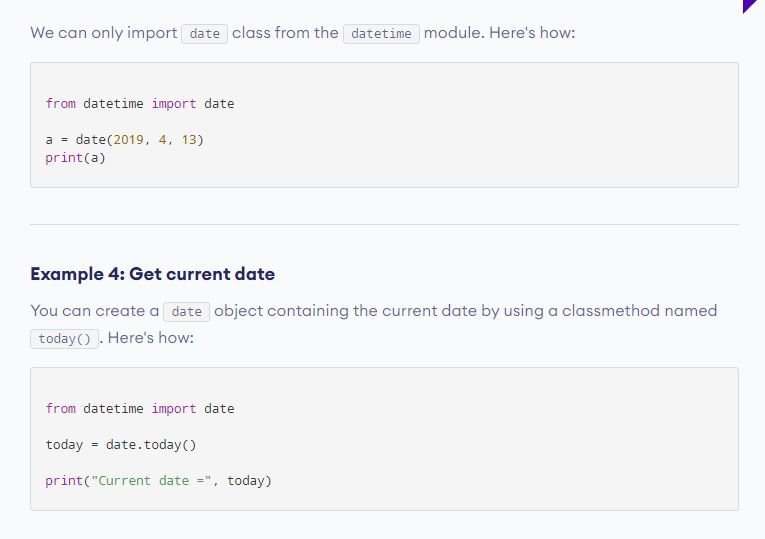 We can only import date class from the datetime module. Here's how:
from datetime import date
a = date(2019, 4, 13)
print(a)
Example 4: Get current date
You can create a date object containing the current date by using a classmethod named
today() . Here's how:
from datetime import date
today = date.today()
print("Current date =", today)